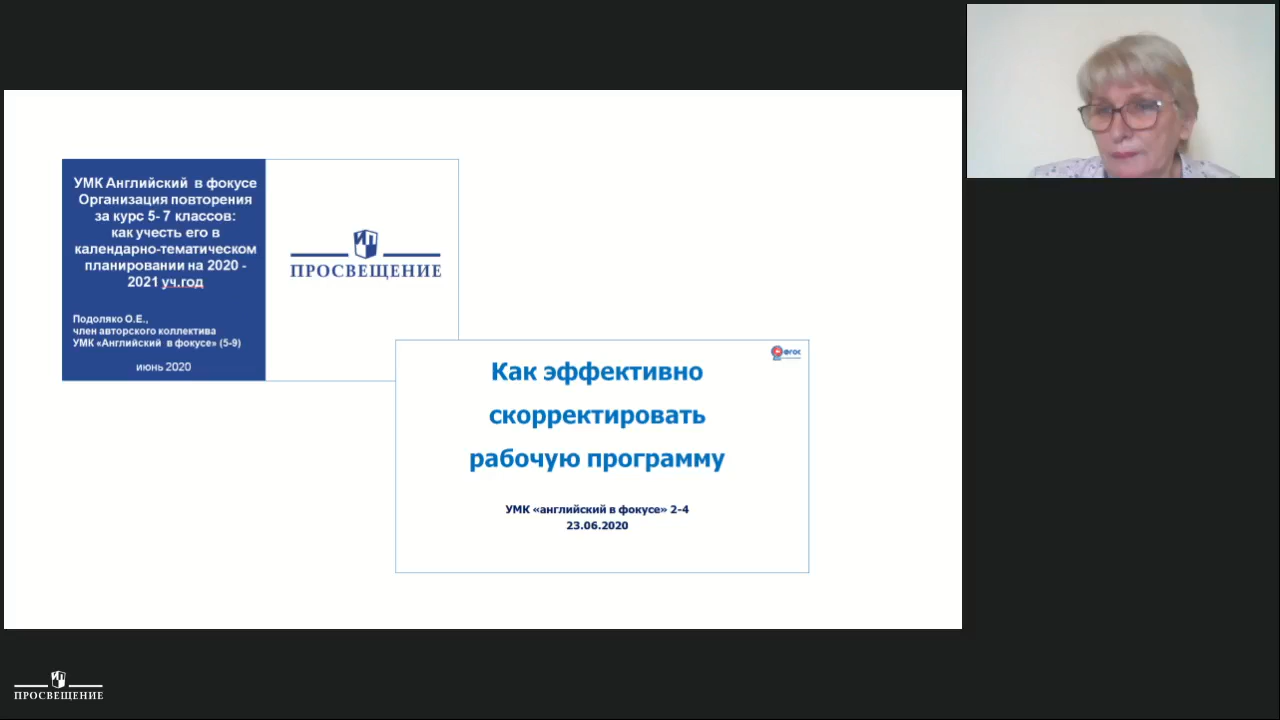 УМК Английский в фокусе
Организация повторения
за курс 5- 7 классов:
как учесть его в
календарно-тематическом
планировании на 2020 -
2021 уч.год
Подоляко О.Е.,
член авторского коллектива
УМК «Английский в фокусе» (5-9)
июнь 2020
ПРОСВЕЩЕНИЕ
ФГОС
Как эффективно
скорректировать
рабочую программу
УМК «английский в фокусе» 2-4
23.06.2020
ПРОСВЕЩЕНИЕ